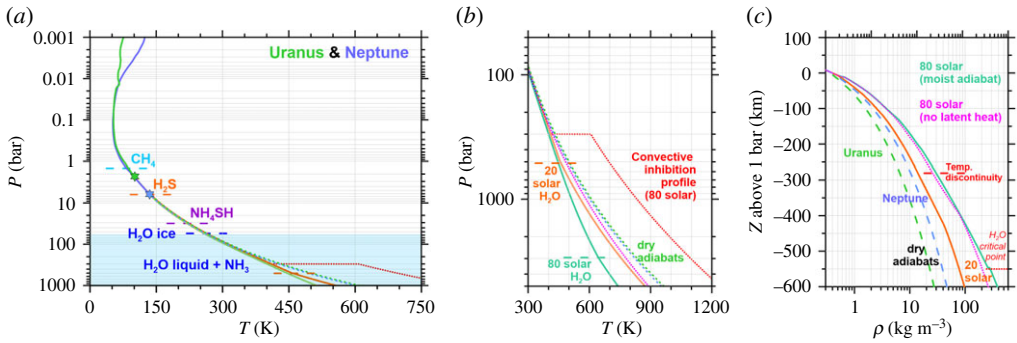 (a)
Uranus & Neptune
P (bar)
0.001
0.01
0.1
1
10
100
1000
CH4
H2S
NH4SH
H2O ice
H2O liquid + NH3
0
150
300
450
600
750
T (K)
(b)
P (bar)
100
1000
Convective
inhibition
profile
(80 solar)
20
solar
H2O
dry
adiabats
80 solar
H2O
300
600
900
1200
T (K)
(c)
Z above 1 bar (km)
100
0
−100
−200
−300
−400
−500
−600
80 solar
(moist adiabat)
80 solar
(no latent heat)
Uranus
Temp.
discontinuity
Neptune
dry
adiabats
H2O
critical
point
20
solar
1
10
100
ρ (kg m−3)